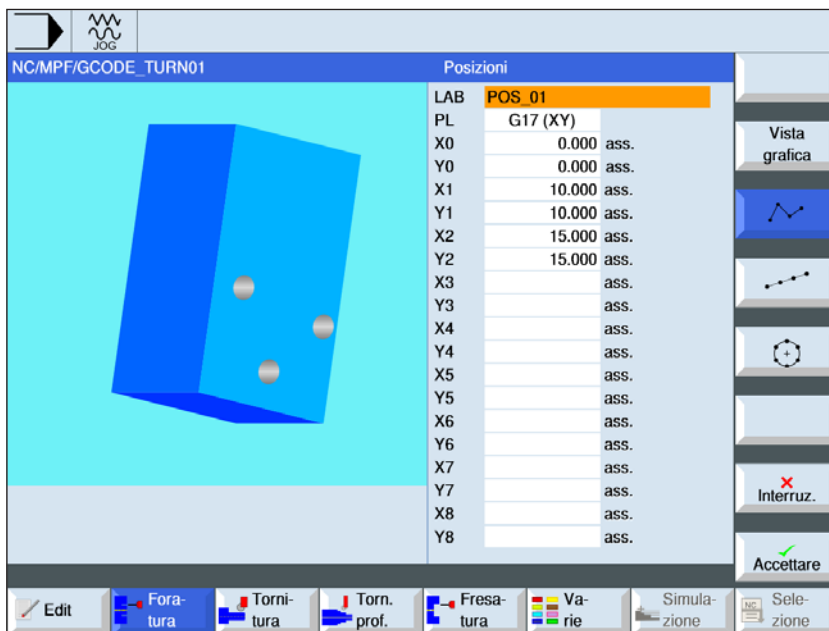 JOG
NC/MPF/GCODE_TURN01
Posizioni
LAB POS_01
PL G17 (XY)
X0 0.000 ass.
Y0 0.000 ass.
X1 10.000 ass.
Y1 10.000 ass.
X2 15.000 ass.
Y2 15.000 ass.
X3 ass.
Y3 ass.
X4 ass.
Y4 ass.
X5 ass.
Y5 ass.
X6 ass.
Y6 ass.
X7 ass.
Y7 ass.
X8 ass.
Y8 ass.
Vista
grafica
Interruz.
Accettare
Edit
Fora-
tura
Torni-
tura
Torn.
prof.
Fresa-
tura
Va-
rie
Simula-
zione
NC
Sele-
zione